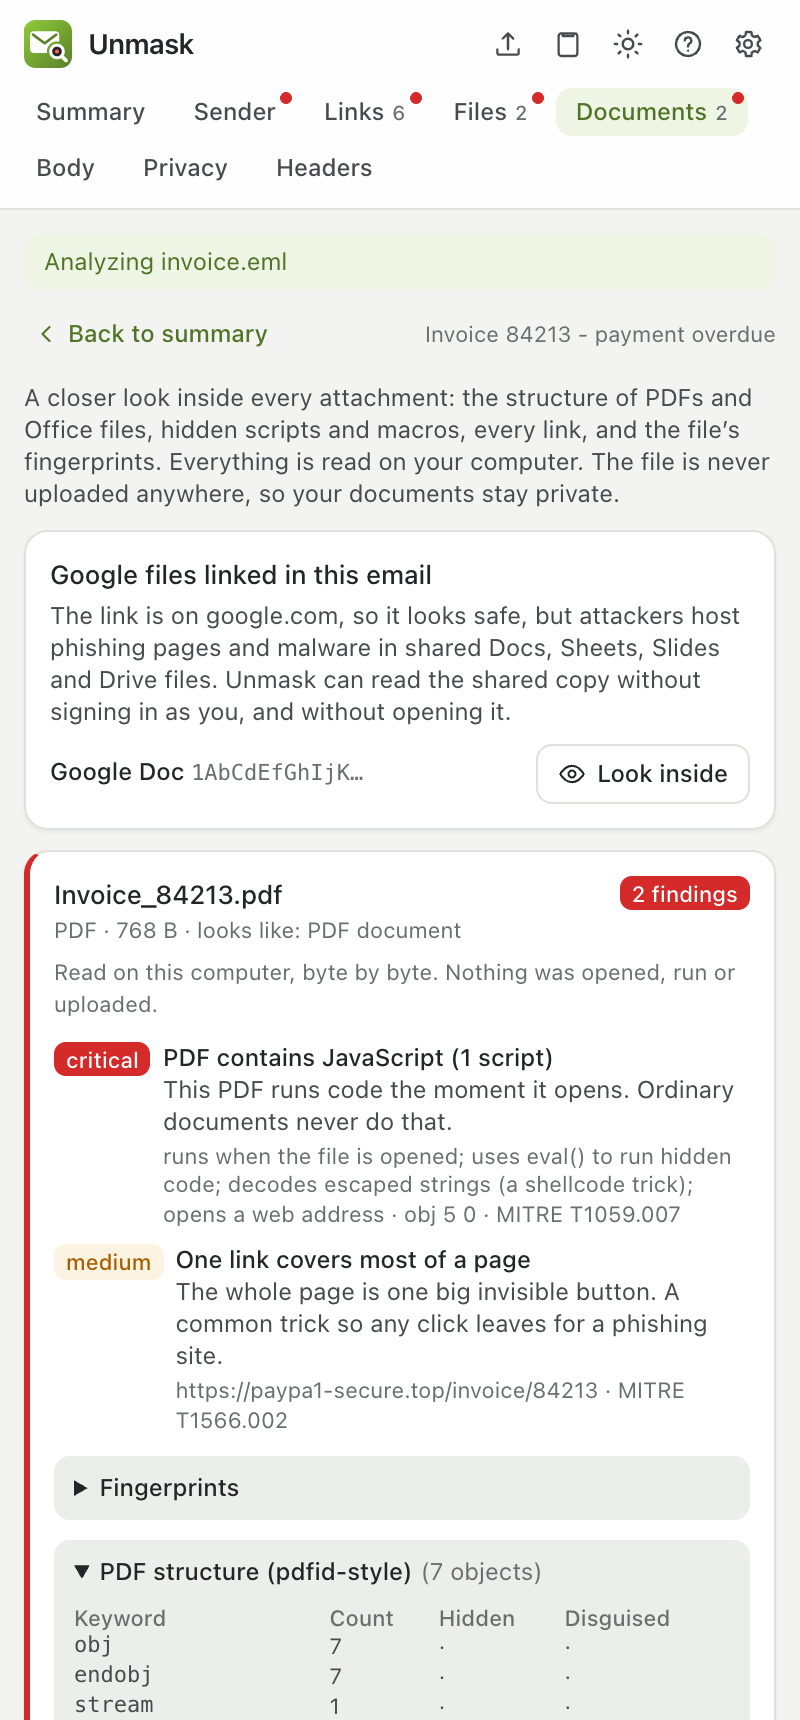 Unmask
Summary Sender Links 6 Files 2 Documents 2
Body Privacy Headers
Analyzing invoice.eml
Back to summary Invoice 84213 - payment overdue
A closer look inside every attachment: the structure of PDFs and
Office files, hidden scripts and macros, every link, and the file’s
fingerprints. Everything is read on your computer. The file is never
uploaded anywhere, so your documents stay private.
Google files linked in this email
The link is on google.com, so it looks safe, but attackers host
phishing pages and malware in shared Docs, Sheets, Slides
and Drive files. Unmask can read the shared copy without
signing in as you, and without opening it.
Google Doc 1AbCdEfGhIjK… Look inside
Invoice_84213.pdf 2 findings
PDF · 768 B · looks like: PDF document
Read on this computer, byte by byte. Nothing was opened, run or
uploaded.
critical PDF contains JavaScript (1 script)
This PDF runs code the moment it opens. Ordinary
documents never do that.
runs when the file is opened; uses eval() to run hidden
code; decodes escaped strings (a shellcode trick);
opens a web address · obj 5 0 · MITRE T1059.007
medium One link covers most of a page
The whole page is one big invisible button. A
common trick so any click leaves for a phishing
site.
https://paypa1-secure.top/invoice/84213 · MITRE
T1566.002
Fingerprints
PDF structure (pdfid-style) (7 objects)
Keyword Count Hidden Disguised
obj 7 · ·
endobj 7 · ·
stream 1 · ·